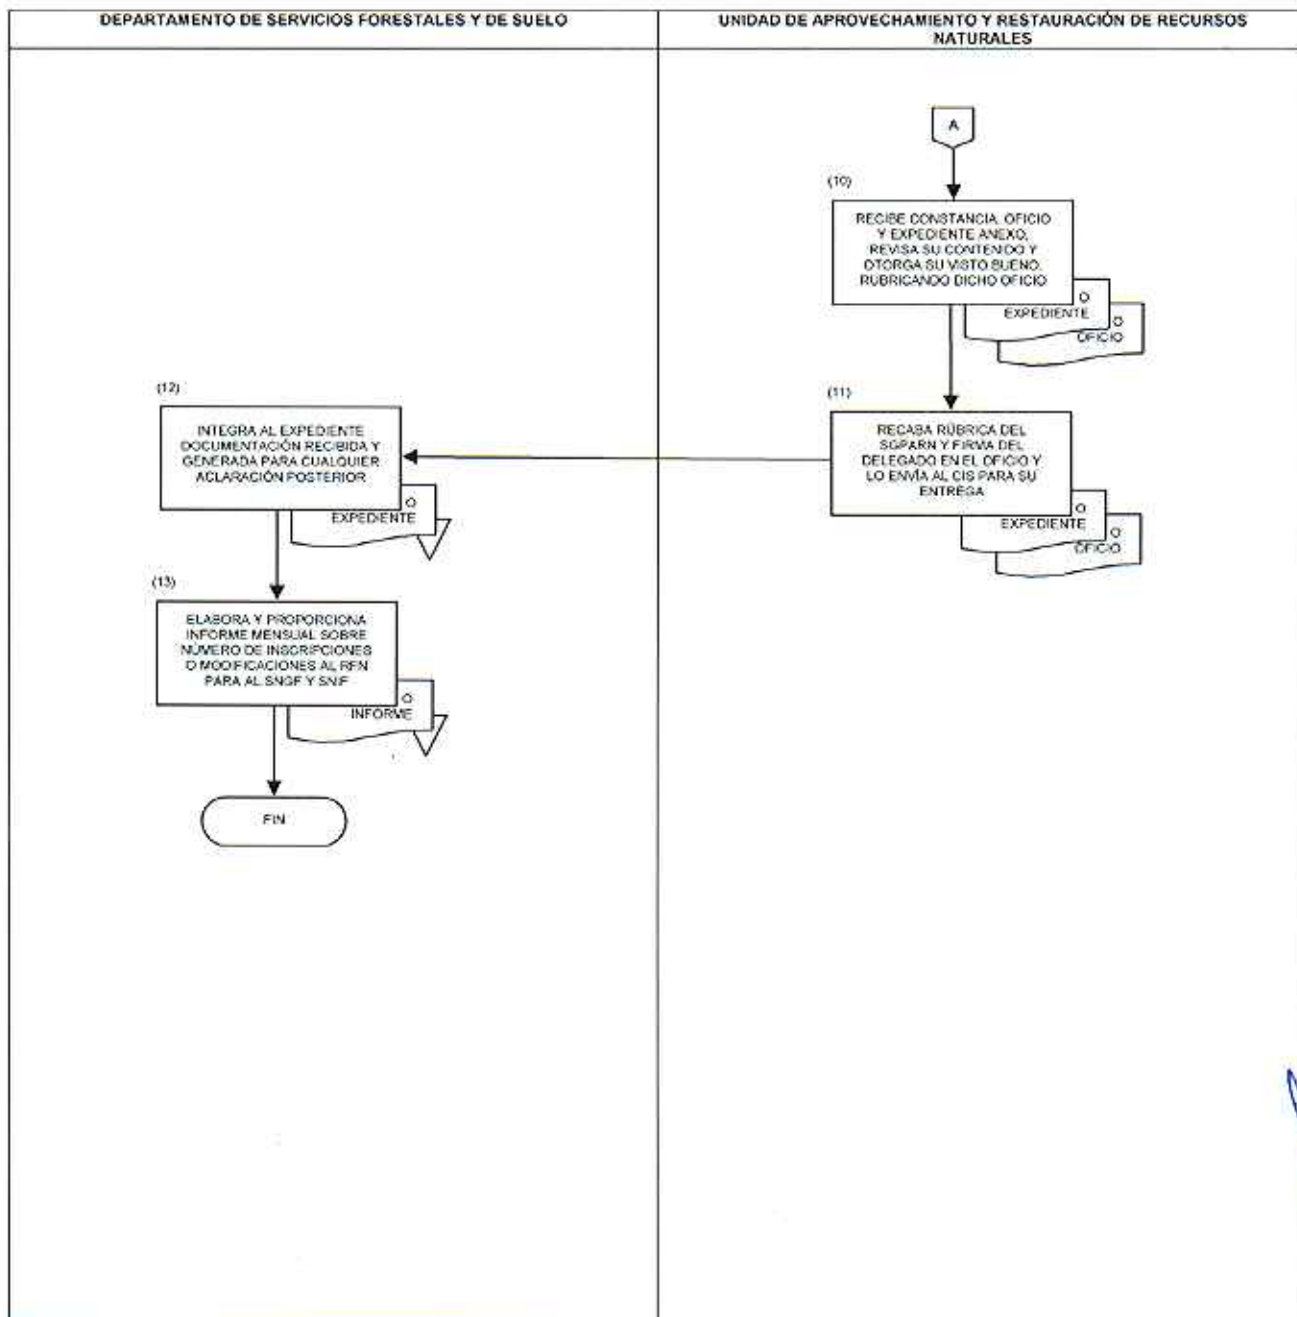 DEPARTAMENTO DE SERVICIOS FORESTALES Y DE SUELO
UNIDAD DE APROVECHAMIENTO Y RESTAURACIÓN DE RECURSOS
NATURALES
A
(10)
RECIBE CONSTANCIA, OFICIO
Y EXPEDIENTE ANEXO,
REVISA SU CONTENIDO Y
OTORGA SU VISTO BUENO,
RUBRICANDO DICHO OFICIO
O
EXPEDIENTE
O
OFICIO
(11)
RECABA RÚBRICA DEL
SGPARN Y FIRMA DEL
DELEGADO EN EL OFICIO Y
LO ENVÍA AL CIS PARA SU
ENTREGA
O
EXPEDIENTE
O
OFICIO
(12)
INTEGRA AL EXPEDIENTE
DOCUMENTACIÓN RECIBIDA Y
GENERADA PARA CUALQUIER
ACLARACIÓN POSTERIOR
O
EXPEDIENTE
(13)
ELABORA Y PROPORCIONA
INFORME MENSUAL SOBRE
NÚMERO DE INSCRIPCIONES
O MODIFICACIONES AL RFN
PARA AL SNGF Y SNIF
O
INFORME
FIN